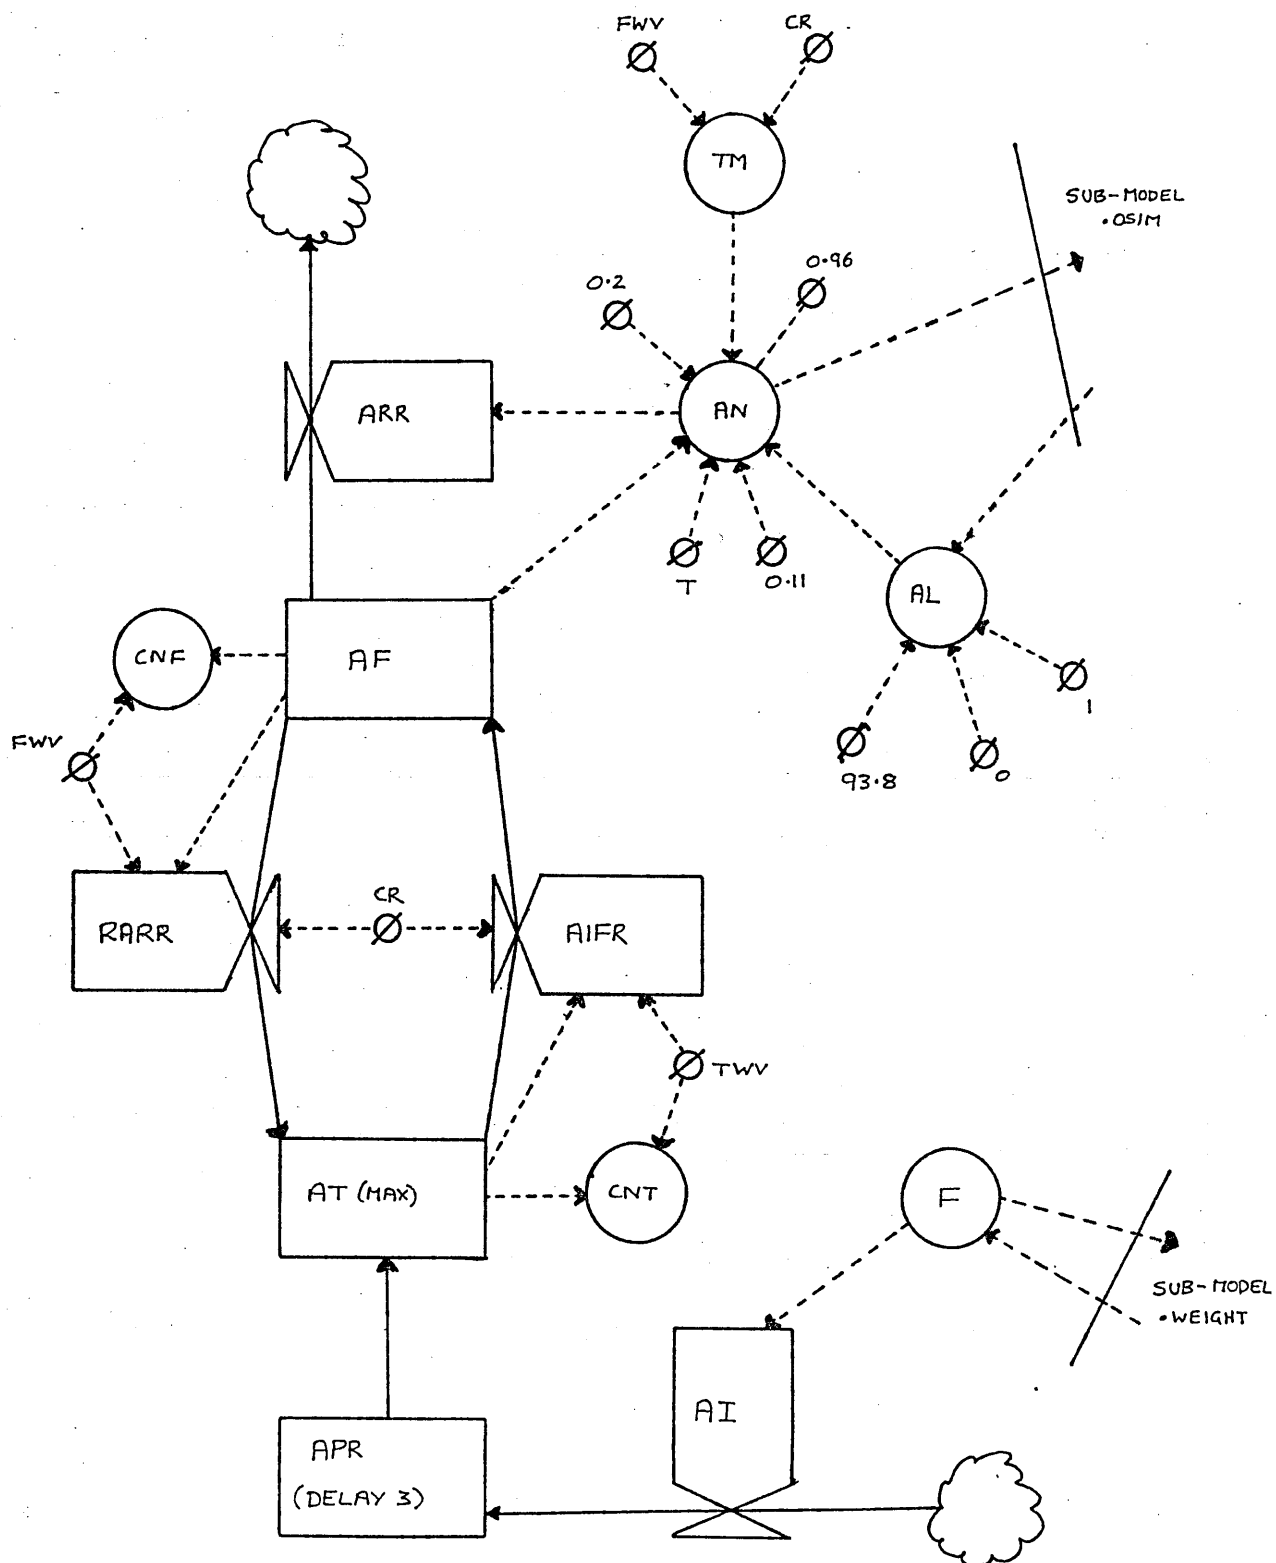 FWV
CR
TM
SUB-MODEL
.OSIM
0.96
0.2
ARR
AN
T
0.11
AL
CNF
AF
1
FWV
93.8
0
CR
RARR
AIFR
TWV
AT (MAX)
CNT
F
SUB-MODEL
.WEIGHT
AI
APR
(DELAY 3)